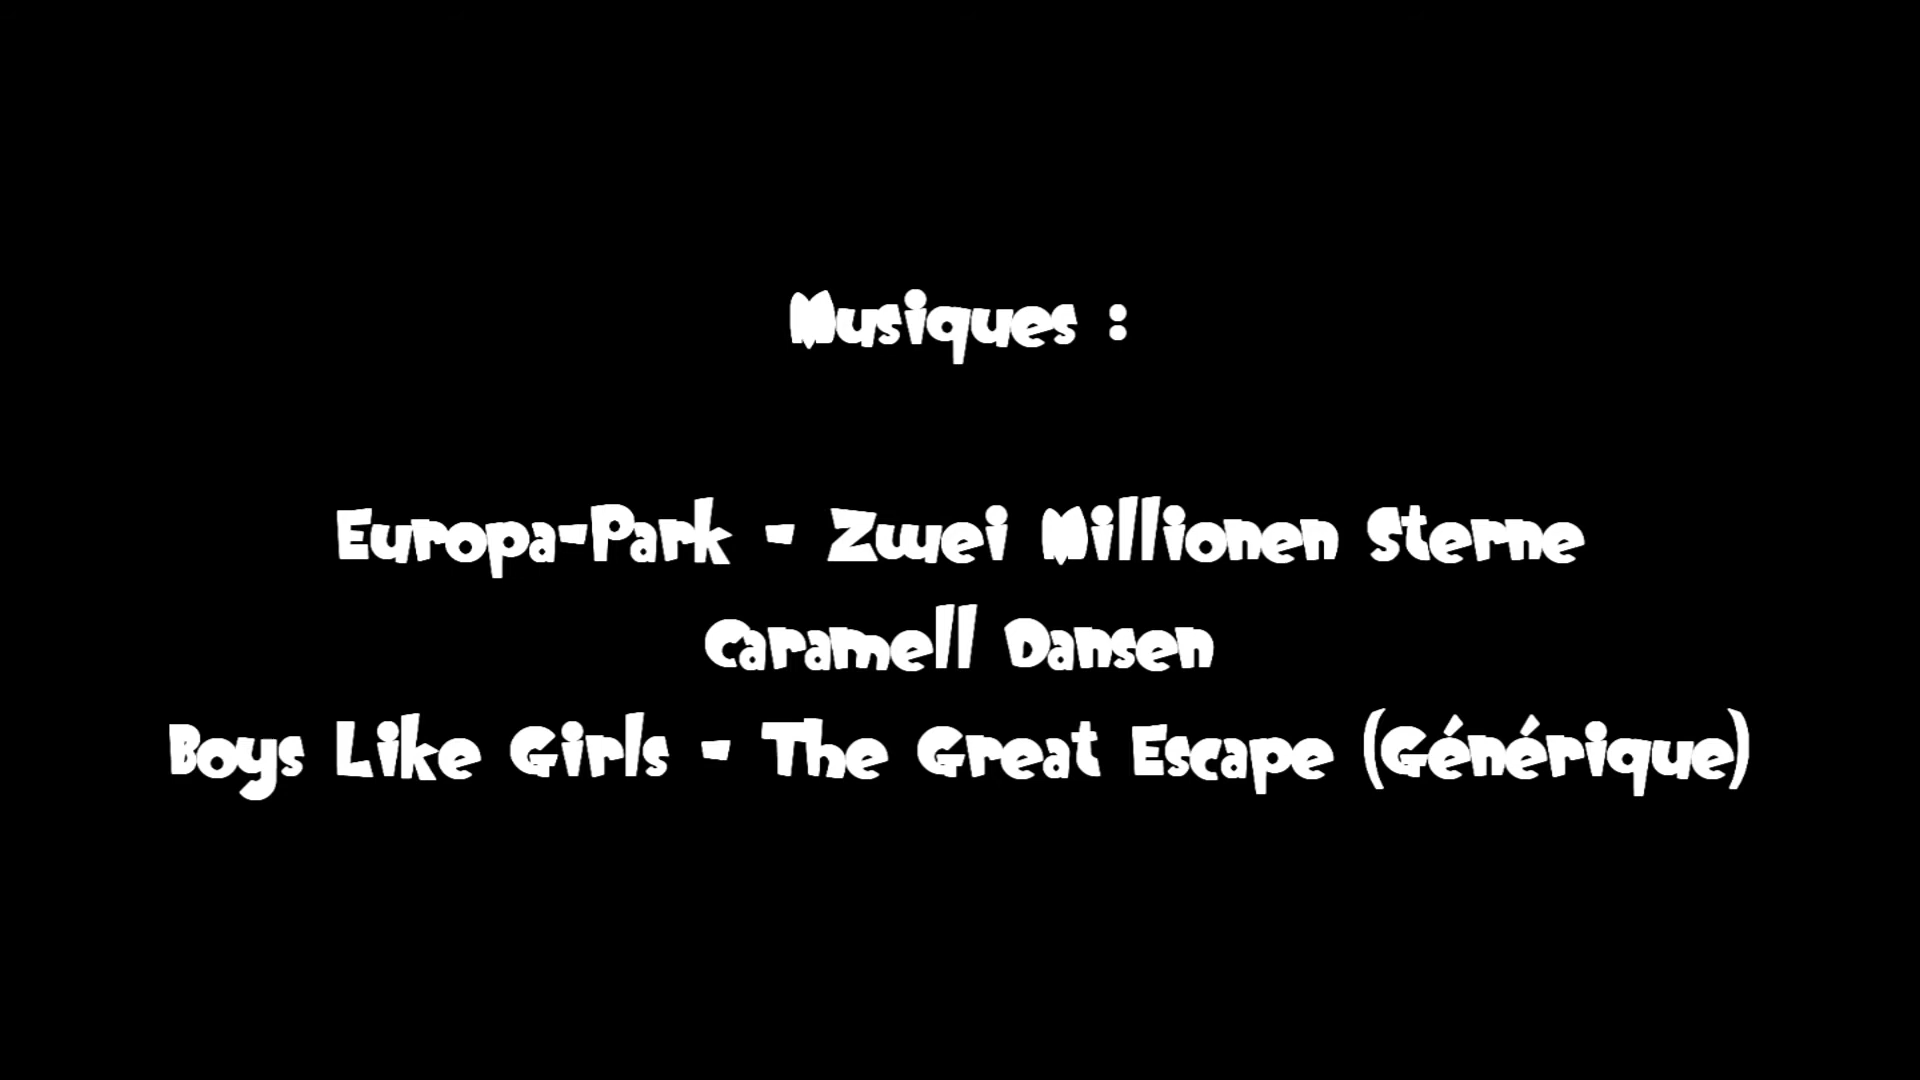 Musiques :
Europa-Park - Zwei Millionen Sterne
Caramell Dansen
Boys Like Girls - The Great Escape (Générique)